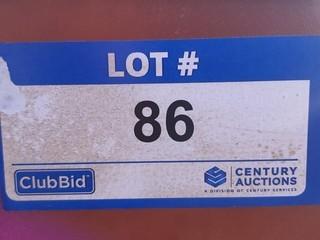 LOT #
86
ClubBid
CENTURY
AUCTIONS
A DIVISION OF CENTURY SERVICES